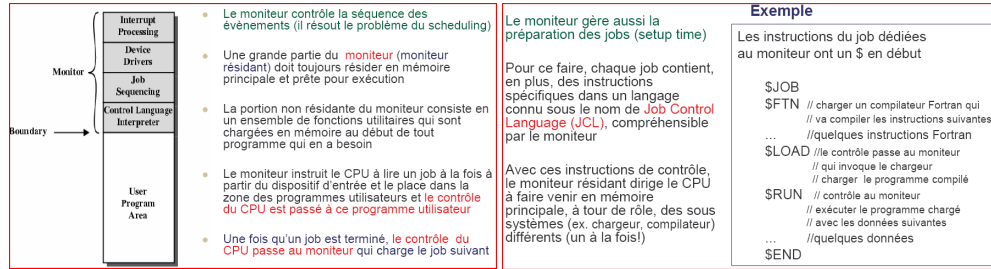 Interrupt
Processing
Device
Drivers
Monitor
Job
Sequencing
Control Language
Interpreter
Boundary
User
Program
Area
Le moniteur contrôle la séquence des
évènements (il résout le problème du scheduling)
Une grande partie du moniteur (moniteur
résidant) doit toujours résider en mémoire
principale et prête pour exécution
La portion non résidante du moniteur consiste en
un ensemble de fonctions utilitaires qui sont
chargées en mémoire au début de tout
programme qui en a besoin
Le moniteur instruit le CPU à lire un job à la fois à
partir du dispositif d'entrée et le place dans la
zone des programmes utilisateurs et le contrôle
du CPU est passé à ce programme utilisateur
Une fois qu'un job est terminé, le contrôle du
CPU passe au moniteur qui charge le job suivant
Le moniteur gère aussi la
préparation des jobs (setup time)
Pour ce faire, chaque job contient,
en plus, des instructions
spécifiques dans un langage
connu sous le nom de Job Control
Language (JCL), compréhensible
par le moniteur
Avec ces instructions de contrôle,
le moniteur résidant dirige le CPU
à faire venir en mémoire
principale, à tour de rôle, des sous
systèmes (ex. chargeur, compilateur)
différents (un à la fois!)
Exemple
Les instructions du job dédiées
au moniteur ont un $ en début
$JOB
$FTN // charger un compilateur Fortran qui
// va compiler les instructions suivantes
... //quelques instructions Fortran
$LOAD //le contrôle passe au moniteur
// qui invoque le chargeur
// charger le programme compilé
$RUN // contrôle au moniteur
// exécuter le programme chargé
// avec les données suivantes
... //quelques données
$END